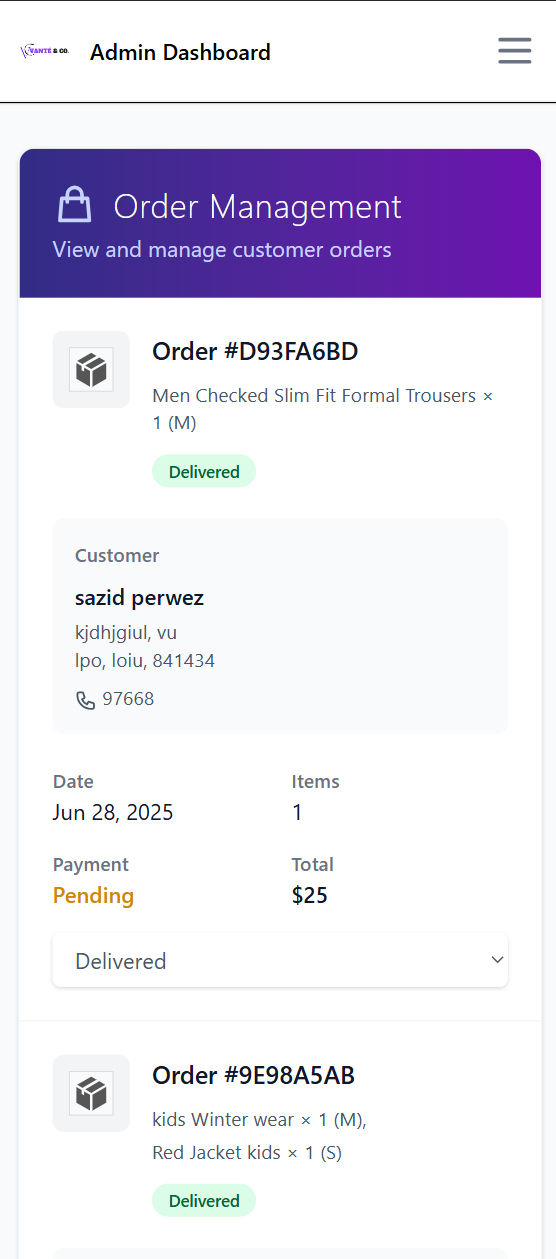 VANTE & CO.
Admin Dashboard
Order Management
View and manage customer orders
Order #D93FA6BD
Men Checked Slim Fit Formal Trousers ×
1 (M)
Delivered
Customer
sazid perwez
kjdhjgiul, vu
lpo, loiu, 841434
97668
Date
Items
Jun 28, 2025
1
Payment
Total
Pending
$25
Delivered
Order #9E98A5AB
kids Winter wear × 1 (M),
Red Jacket kids × 1 (S)
Delivered